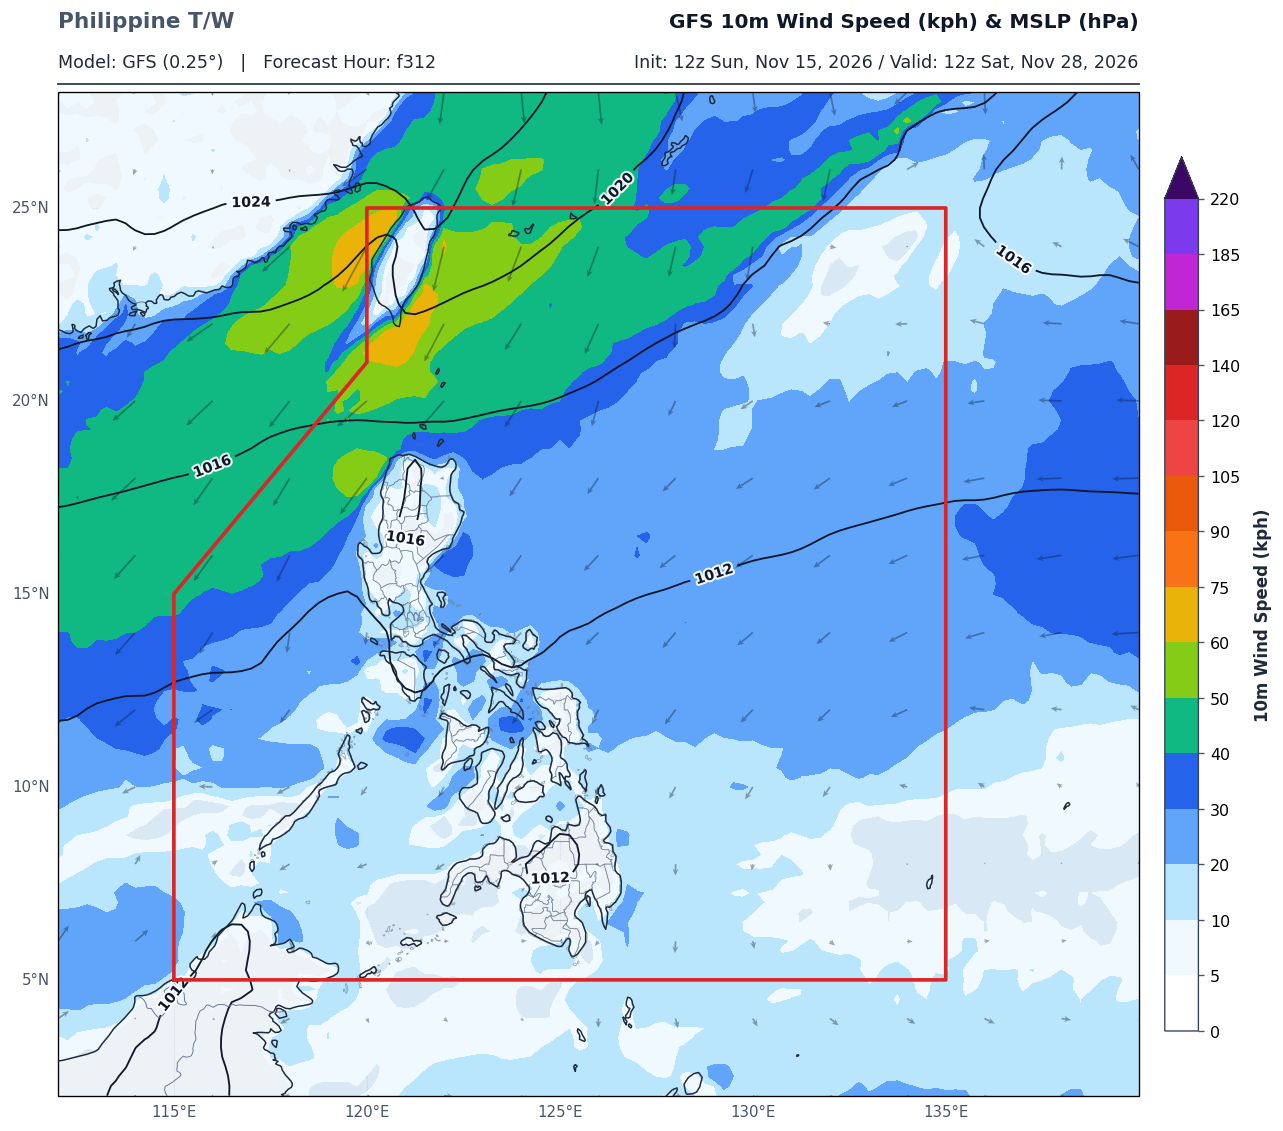 Philippine T/W
GFS 10m Wind Speed (kph) & MSLP (hPa)
Model: GFS (0.25°)   |   Forecast Hour: f312
Init: 12z Sun, Nov 15, 2026 / Valid: 12z Sat, Nov 28, 2026
1024
1020
1016
1016
1016
1012
1012
1012
25°N
20°N
15°N
10°N
5°N
115°E
120°E
125°E
130°E
135°E
220
185
165
140
120
105
90
75
60
50
40
30
20
10
5
0
10m Wind Speed (kph)